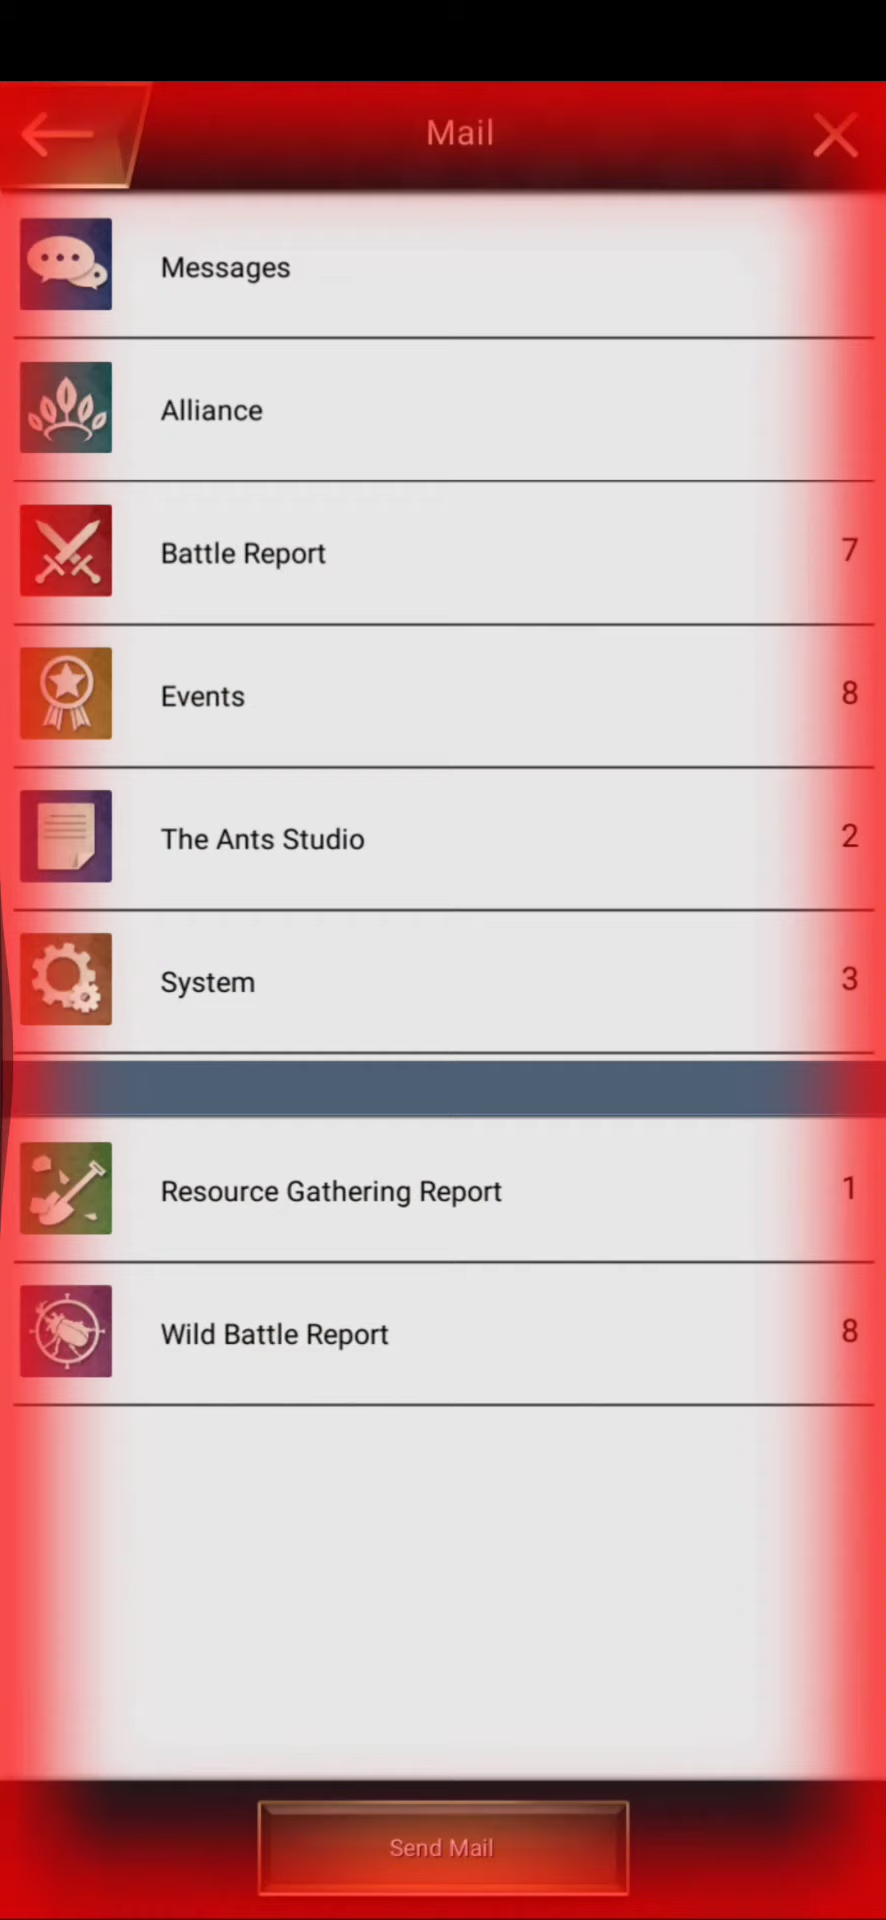 Mail
Messages
Alliance
Battle Report 7
Events 8
The Ants Studio 2
System 3
Resource Gathering Report 1
Wild Battle Report 8
Send Mail